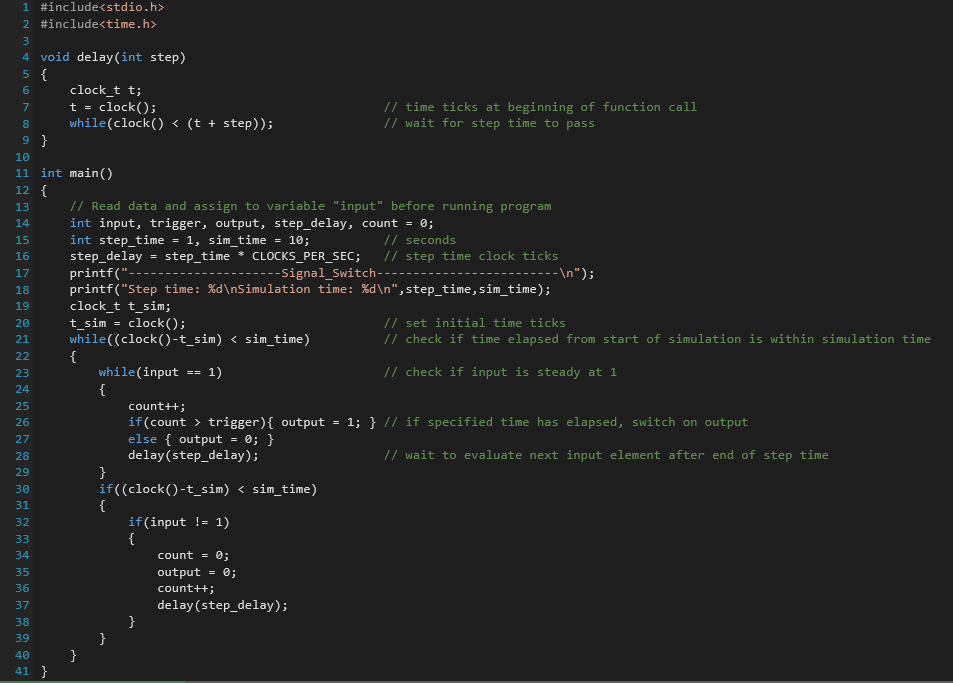 1 #include<stdio.h>
2 #include<time.h>
3
4 void delay(int step)
5 {
6     clock_t t;
7     t = clock();                               // time ticks at beginning of function call
8     while(clock() < (t + step));               // wait for step time to pass
9 }
10
11 int main()
12 {
13     // Read data and assign to variable "input" before running program
14     int input, trigger, output, step_delay, count = 0;
15     int step_time = 1, sim_time = 10;          // seconds
16     step_delay = step_time * CLOCKS_PER_SEC;   // step time clock ticks
17     printf("---------------------Signal_Switch-------------------------\n");
18     printf("Step time: %d\nSimulation time: %d\n",step_time,sim_time);
19     clock_t t_sim;
20     t_sim = clock();                           // set initial time ticks
21     while((clock()-t_sim) < sim_time)          // check if time elapsed from start of simulation is within simulation time
22     {
23         while(input == 1)                      // check if input is steady at 1
24         {
25             count++;
26             if(count > trigger){ output = 1; } // if specified time has elapsed, switch on output
27             else { output = 0; }
28             delay(step_delay);                 // wait to evaluate next input element after end of step time
29         }
30         if((clock()-t_sim) < sim_time)
31         {
32             if(input != 1)
33             {
34                 count = 0;
35                 output = 0;
36                 count++;
37                 delay(step_delay);
38             }
39         }
40     }
41 }